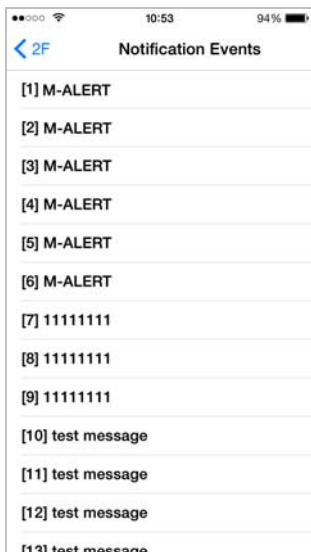 10:53 94%
2F Notification Events
[1] M-ALERT
[2] M-ALERT
[3] M-ALERT
[4] M-ALERT
[5] M-ALERT
[6] M-ALERT
[7] 11111111
[8] 11111111
[9] 11111111
[10] test message
[11] test message
[12] test message
[13] test message